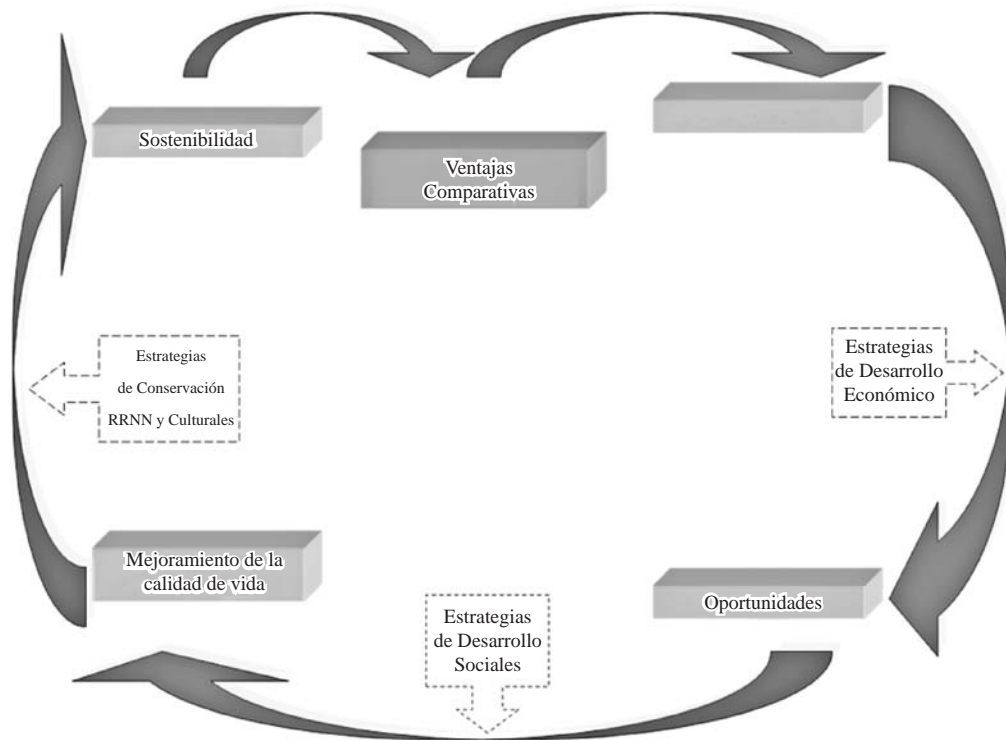 Sostenibilidad
Ventajas
Comparativas
Estrategias
de Conservación
RRNN y Culturales
Estrategias
de Desarrollo
Económico
Mejoramiento de la
calidad de vida
Oportunidades
Estrategias
de Desarrollo
Sociales